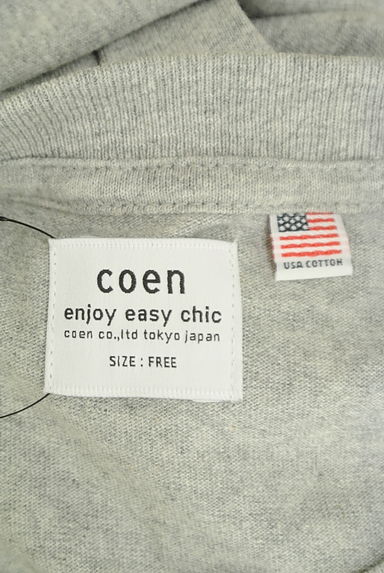 coen
enjoy easy chic
coen co.,ltd tokyo japan
SIZE : FREE
USA COTTON